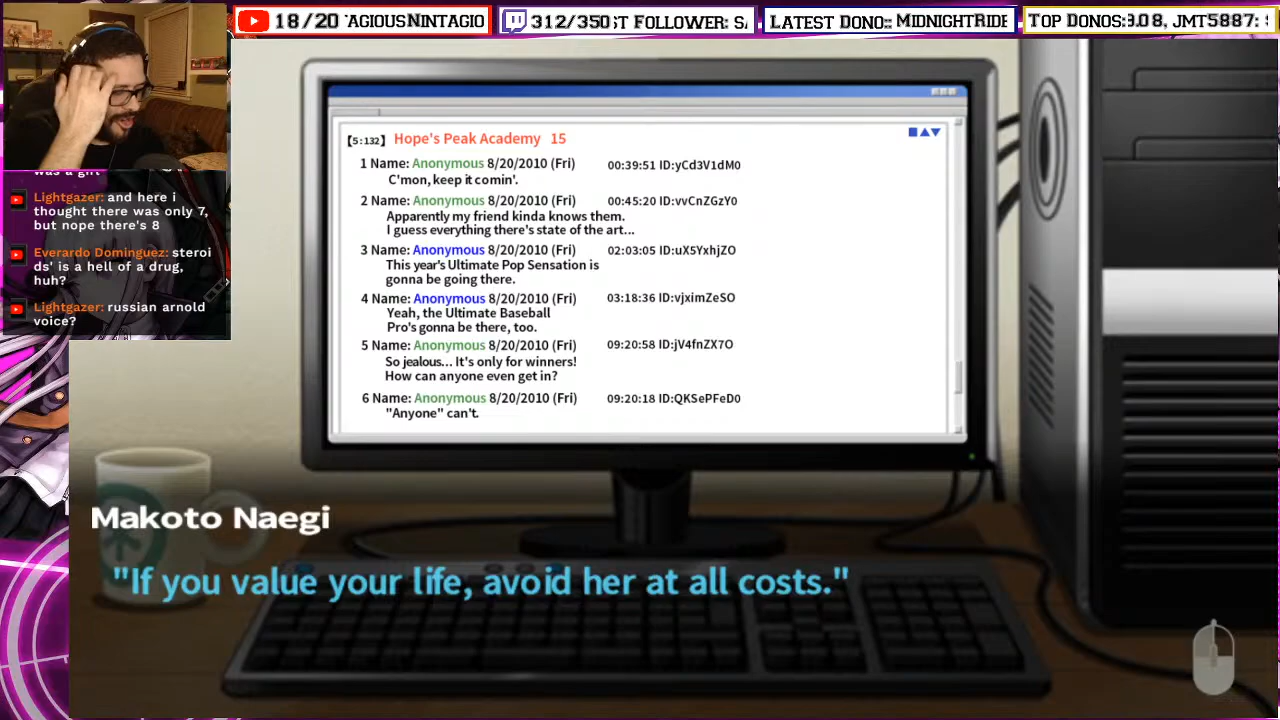 18/20 'AGIOUSNINTAGIO
312/350 :T FOLLOWER: SA
LATEST DONO:: MIDNIGHTRIDE
TOP DONOS: 3.08, JMT5887:
was a girl
Lightgazer: and here i
thought there was only 7,
but nope there's 8
Everardo Dominguez: steroi
ds' is a hell of a drug,
huh?
Lightgazer: russian arnold
voice?
【5:132】 Hope's Peak Academy 15
1 Name: Anonymous 8/20/2010 (Fri) 00:39:51 ID:yCd3V1dM0
C'mon, keep it comin'.
2 Name: Anonymous 8/20/2010 (Fri) 00:45:20 ID:vvCnZGzY0
Apparently my friend kinda knows them.
I guess everything there's state of the art...
3 Name: Anonymous 8/20/2010 (Fri) 02:03:05 ID:uX5YxhjZO
This year's Ultimate Pop Sensation is
gonna be going there.
4 Name: Anonymous 8/20/2010 (Fri) 03:18:36 ID:vjximZeSO
Yeah, the Ultimate Baseball
Pro's gonna be there, too.
5 Name: Anonymous 8/20/2010 (Fri) 09:20:58 ID:jV4fnZX7O
So jealous... It's only for winners!
How can anyone even get in?
6 Name: Anonymous 8/20/2010 (Fri) 09:20:18 ID:QKSePFeD0
"Anyone" can't.
Makoto Naegi
"If you value your life, avoid her at all costs."